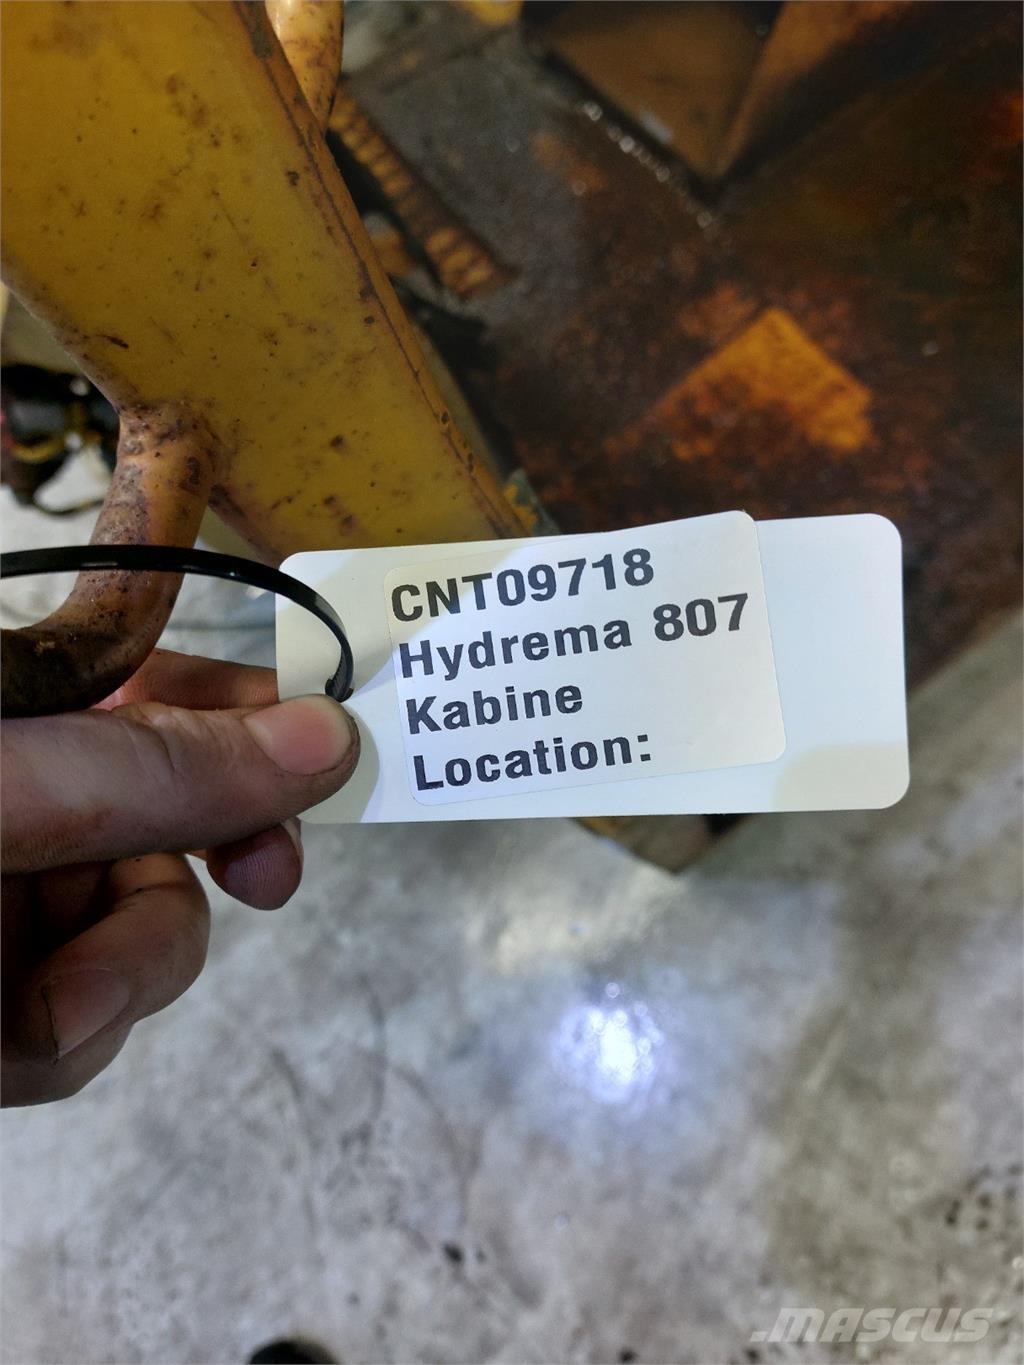 CNT09718
Hydrema 807
Kabine
Location:
.MASCUS